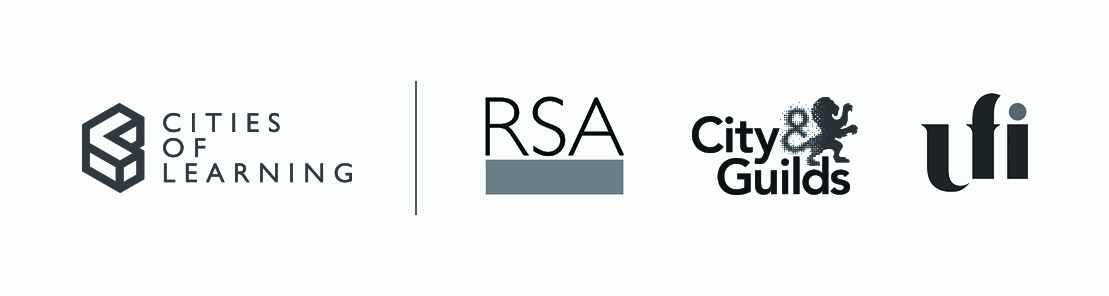 CITIES
OF
LEARNING
RSA
City &
Guilds
ufi